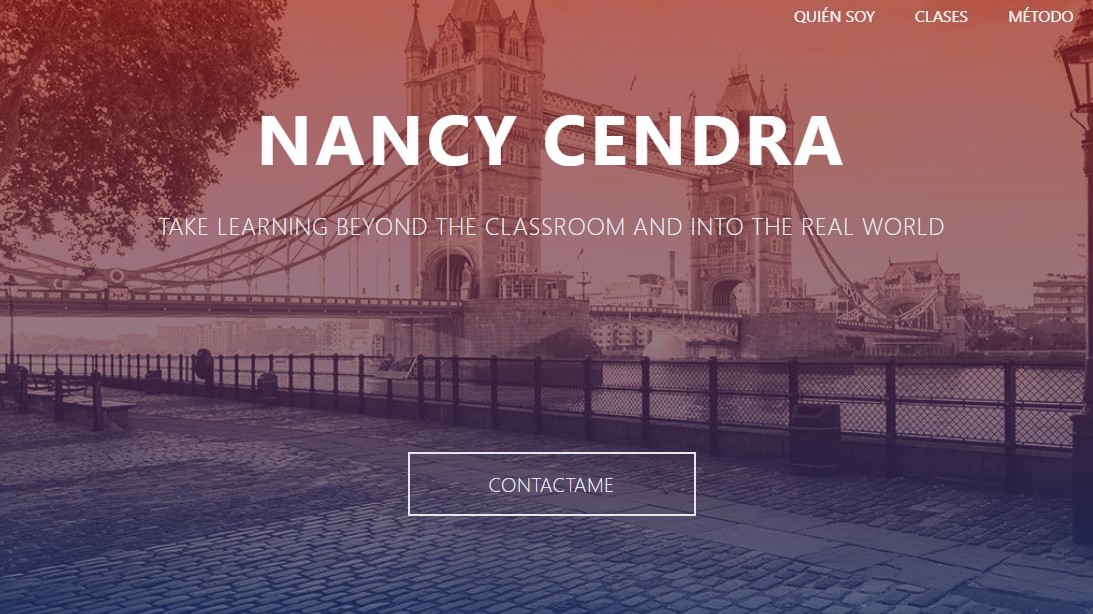 QUIÉN SOY CLASES MÉTODO
NANCY CENDRA
TAKE LEARNING BEYOND THE CLASSROOM AND INTO THE REAL WORLD
CONTACTAME